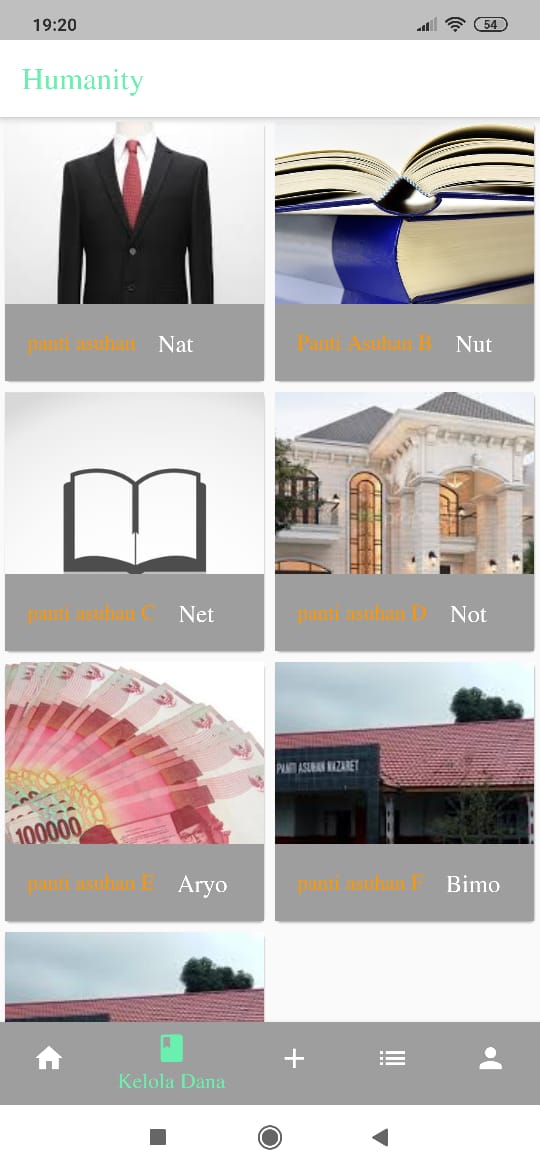 19:20
54
Humanity
panti asuhan Nat
Panti Asuhan B Nut
panti asuhan C Net
panti asuhan D Not
100000
PANTI ASUHAN NAZARET
panti asuhan E Aryo
panti asuhan F Bimo
Kelola Dana